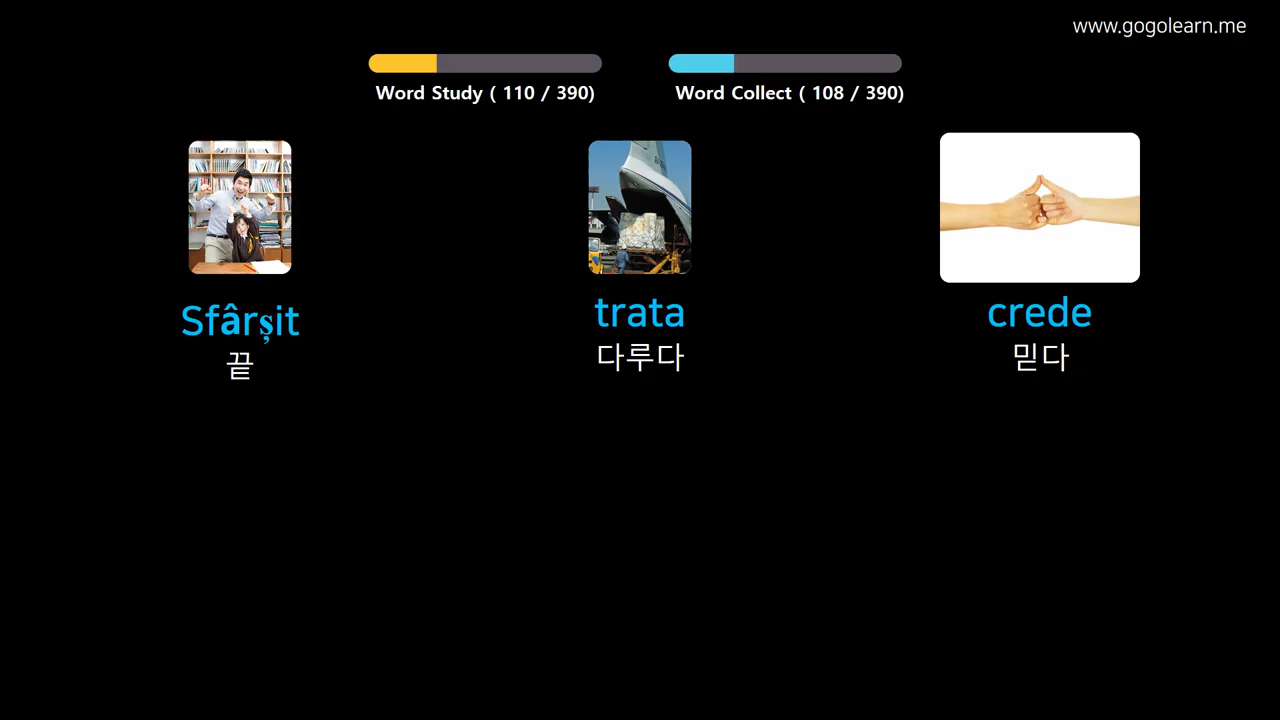 www.gogolearn.me
Word Study ( 110 / 390)
Word Collect ( 108 / 390)
Sfârșit
끝
trata
다루다
crede
믿다